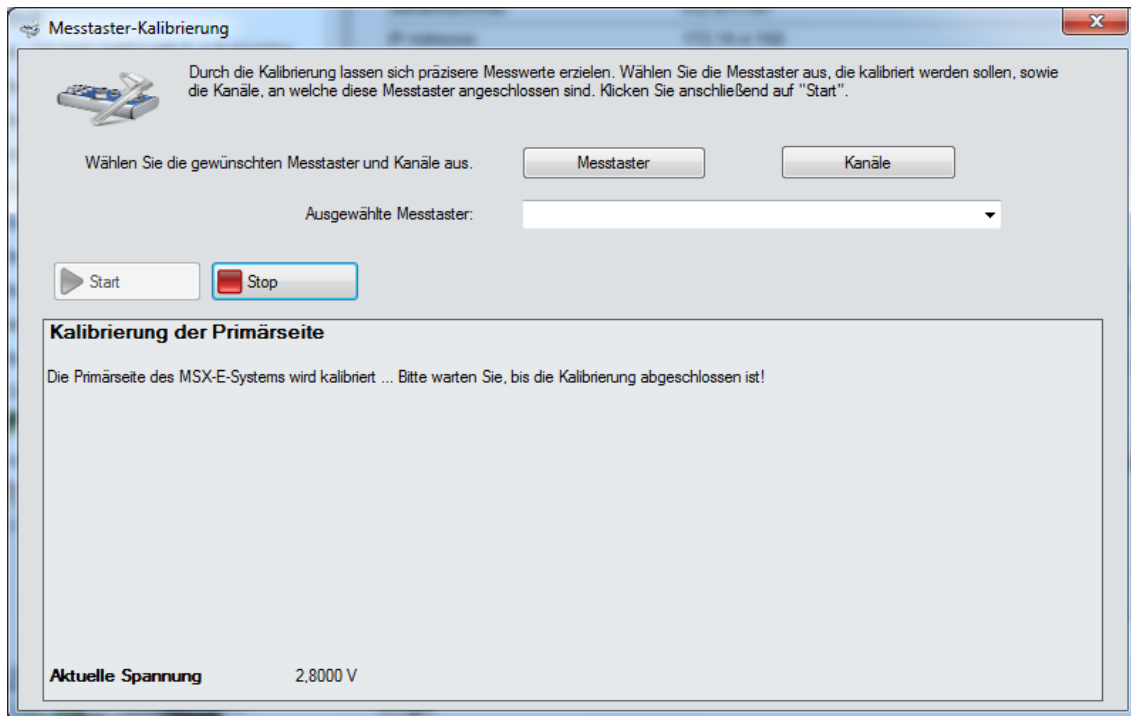 Messtaster-Kalibrierung
Durch die Kalibrierung lassen sich präzisere Messwerte erzielen. Wählen Sie die Messtaster aus, die kalibriert werden sollen, sowie
die Kanäle, an welche diese Messtaster angeschlossen sind. Klicken Sie anschließend auf "Start".
Wählen Sie die gewünschten Messtaster und Kanäle aus. Messtaster Kanäle
Ausgewählte Messtaster:
Start Stop
Kalibrierung der Primärseite
Die Primärseite des MSX-E-Systems wird kalibriert ... Bitte warten Sie, bis die Kalibrierung abgeschlossen ist!
Aktuelle Spannung 2,8000 V